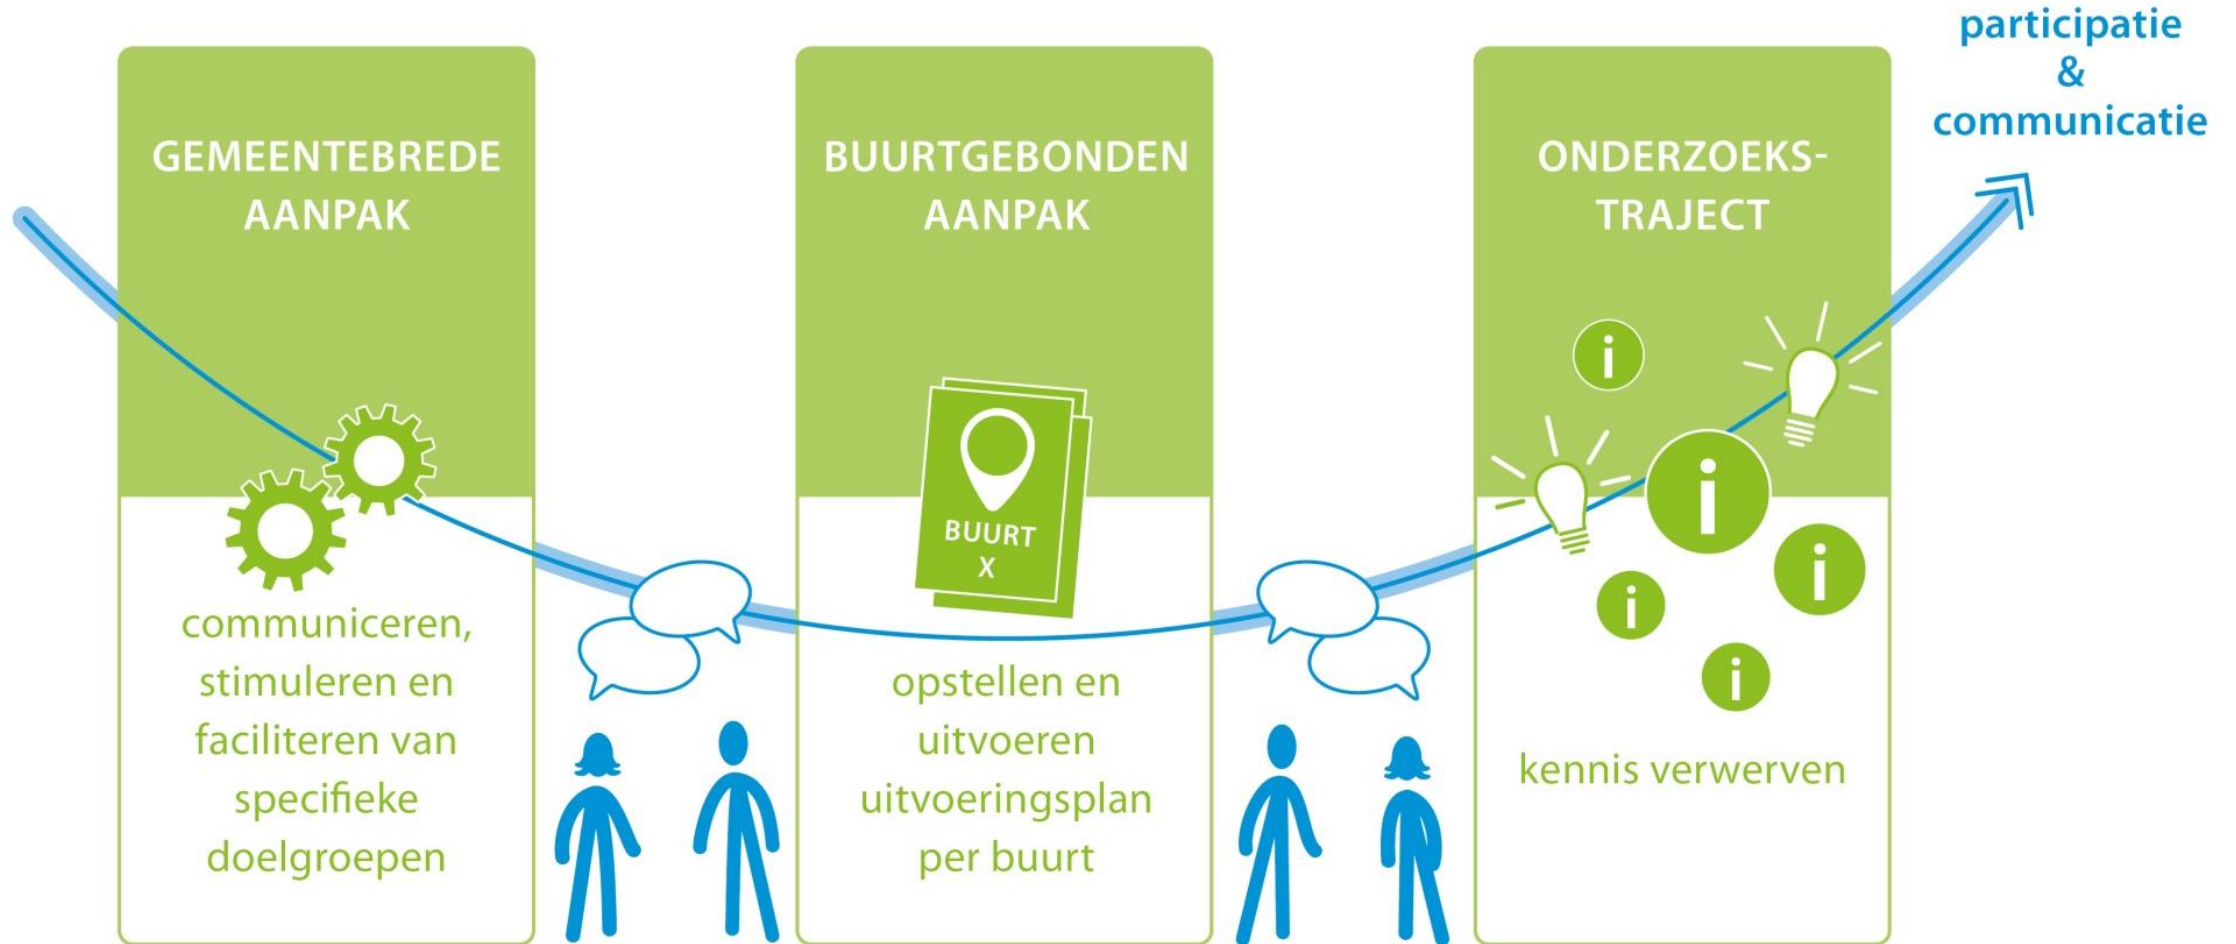 participatie
&
communicatie
GEMEENTEBREDE
AANPAK
communiceren,
stimuleren en
faciliteren van
specifieke
doelgroepen
BUURTGEBONDEN
AANPAK
BUURT
X
opstellen en
uitvoeren
uitvoeringsplan
per buurt
ONDERZOEKS-
TRAJECT
i
i
i
i
i
kennis verwerven